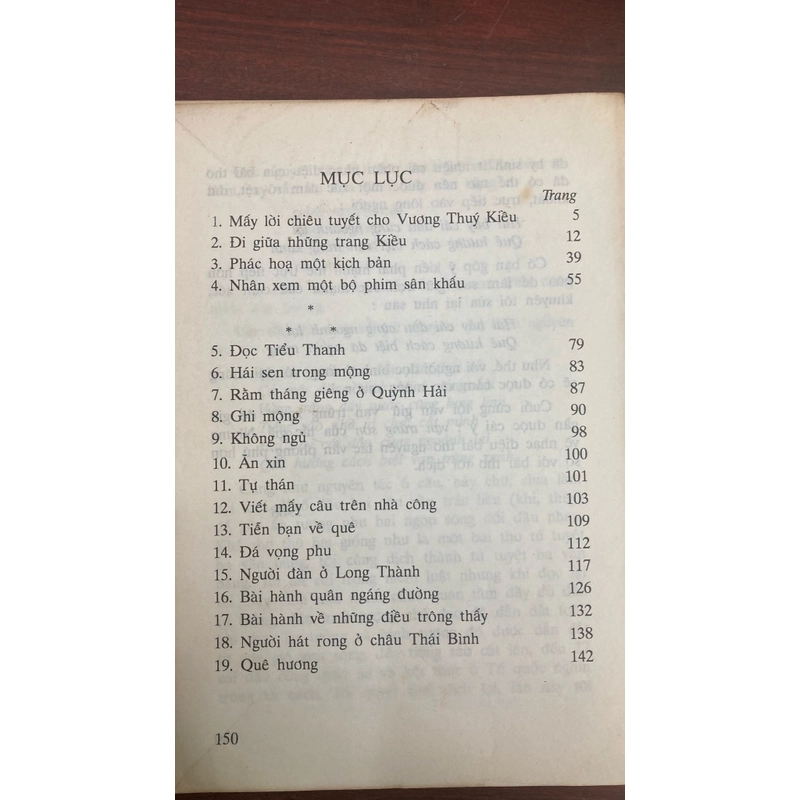 MỤC LỤC
Trang
1. Mấy lời chiêu tuyết cho Vương Thuý Kiều 5
2. Đi giữa những trang Kiều 12
3. Phác hoạ một kịch bản 39
4. Nhân xem một bộ phim sân khấu 55
*
* *
5. Đọc Tiểu Thanh 79
6. Hái sen trong mộng 83
7. Rằm tháng giêng ở Quỳnh Hải 87
8. Ghi mộng 90
9. Không ngủ 98
10. Ăn xin 100
11. Tự thán 101
12. Viết mấy câu trên nhà công 103
13. Tiễn bạn về quê 109
14. Đá vọng phu 112
15. Người đàn ở Long Thành 117
16. Bài hành quân ngáng đường 126
17. Bài hành về những điều trông thấy 132
18. Người hát rong ở châu Thái Bình 138
19. Quê hương 142
150